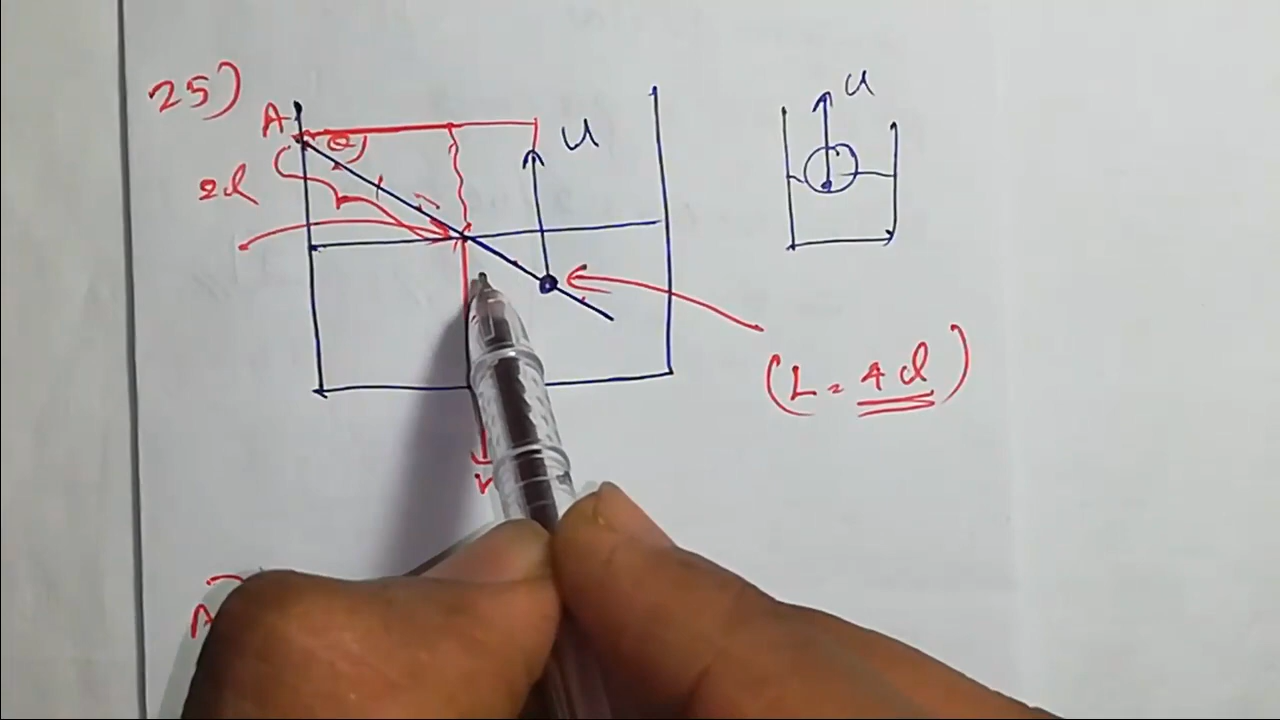 25)
A
θ
U
U
2d
(L = 4d)
A